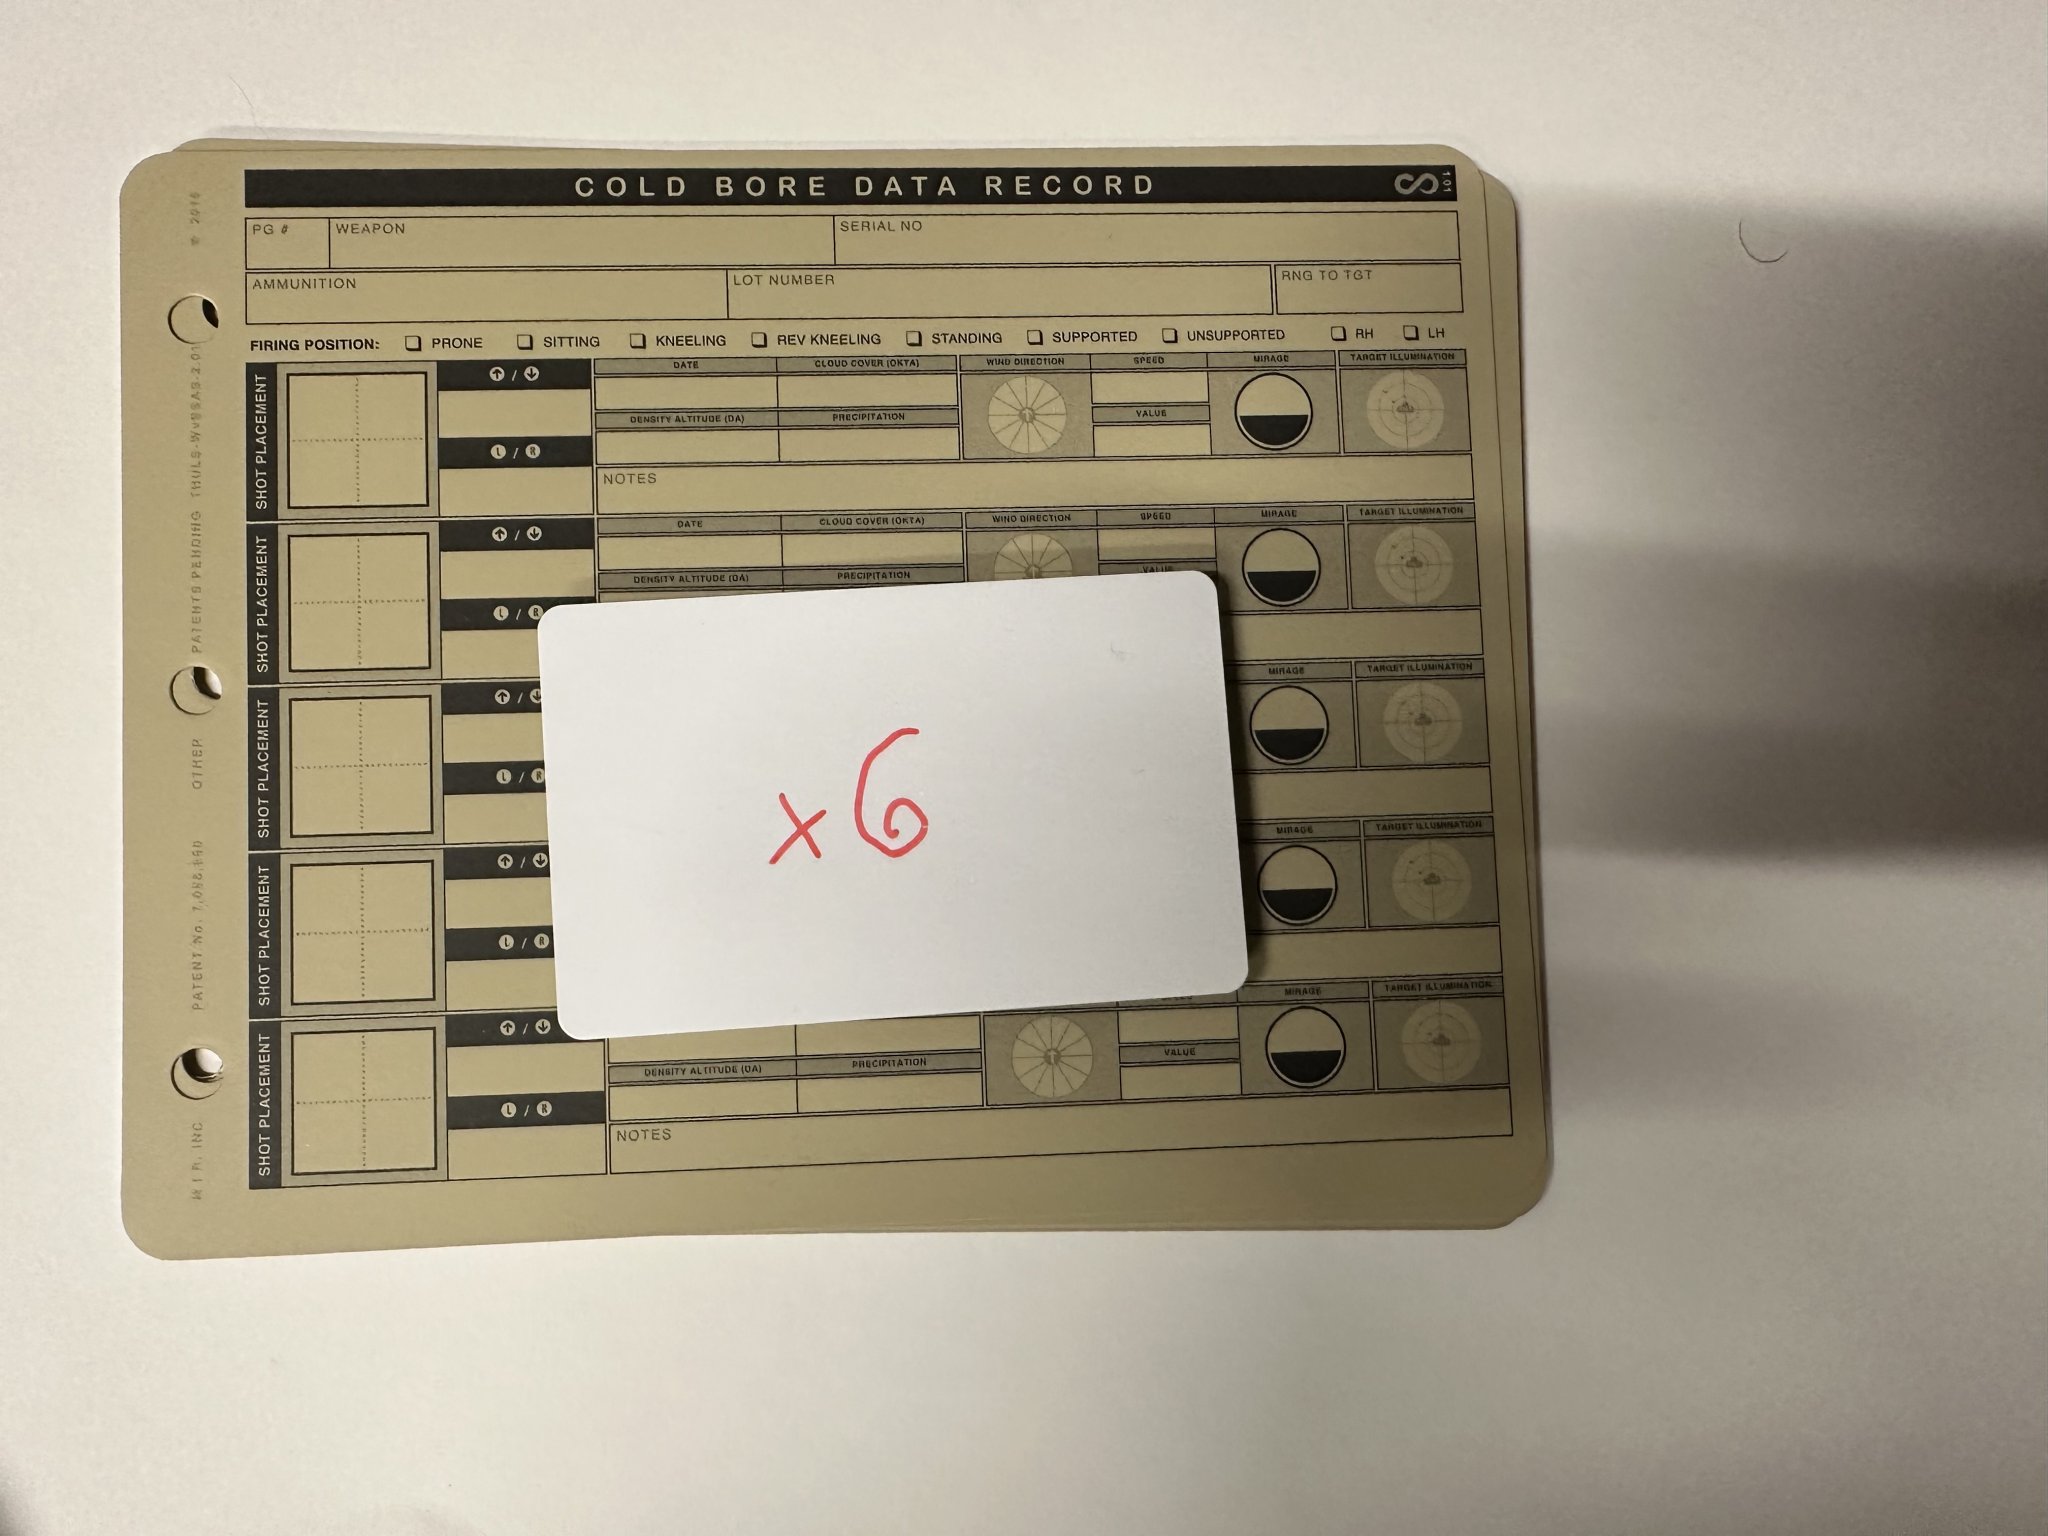 COLD BORE DATA RECORD
101
PG # WEAPON SERIAL NO
AMMUNITION LOT NUMBER RNG TO TGT
FIRING POSITION: PRONE SITTING KNEELING REV KNEELING STANDING SUPPORTED UNSUPPORTED RH LH
SHOT PLACEMENT
DATE CLOUD COVER (OKTA) WIND DIRECTION SPEED MIRAGE TARGET ILLUMINATION
DENSITY ALTITUDE (DA) PRECIPITATION VALUE
L / R
NOTES
SHOT PLACEMENT
DATE CLOUD COVER (OKTA) WIND DIRECTION SPEED MIRAGE TARGET ILLUMINATION
DENSITY ALTITUDE (DA) PRECIPITATION VALUE
L / R
SHOT PLACEMENT
MIRAGE TARGET ILLUMINATION
L / R
x6
SHOT PLACEMENT
MIRAGE TARGET ILLUMINATION
L / R
SHOT PLACEMENT
MIRAGE TARGET ILLUMINATION
DENSITY ALTITUDE (DA) PRECIPITATION VALUE
L / R
NOTES
INC PATENT No. OTHER PATENTS PENDING